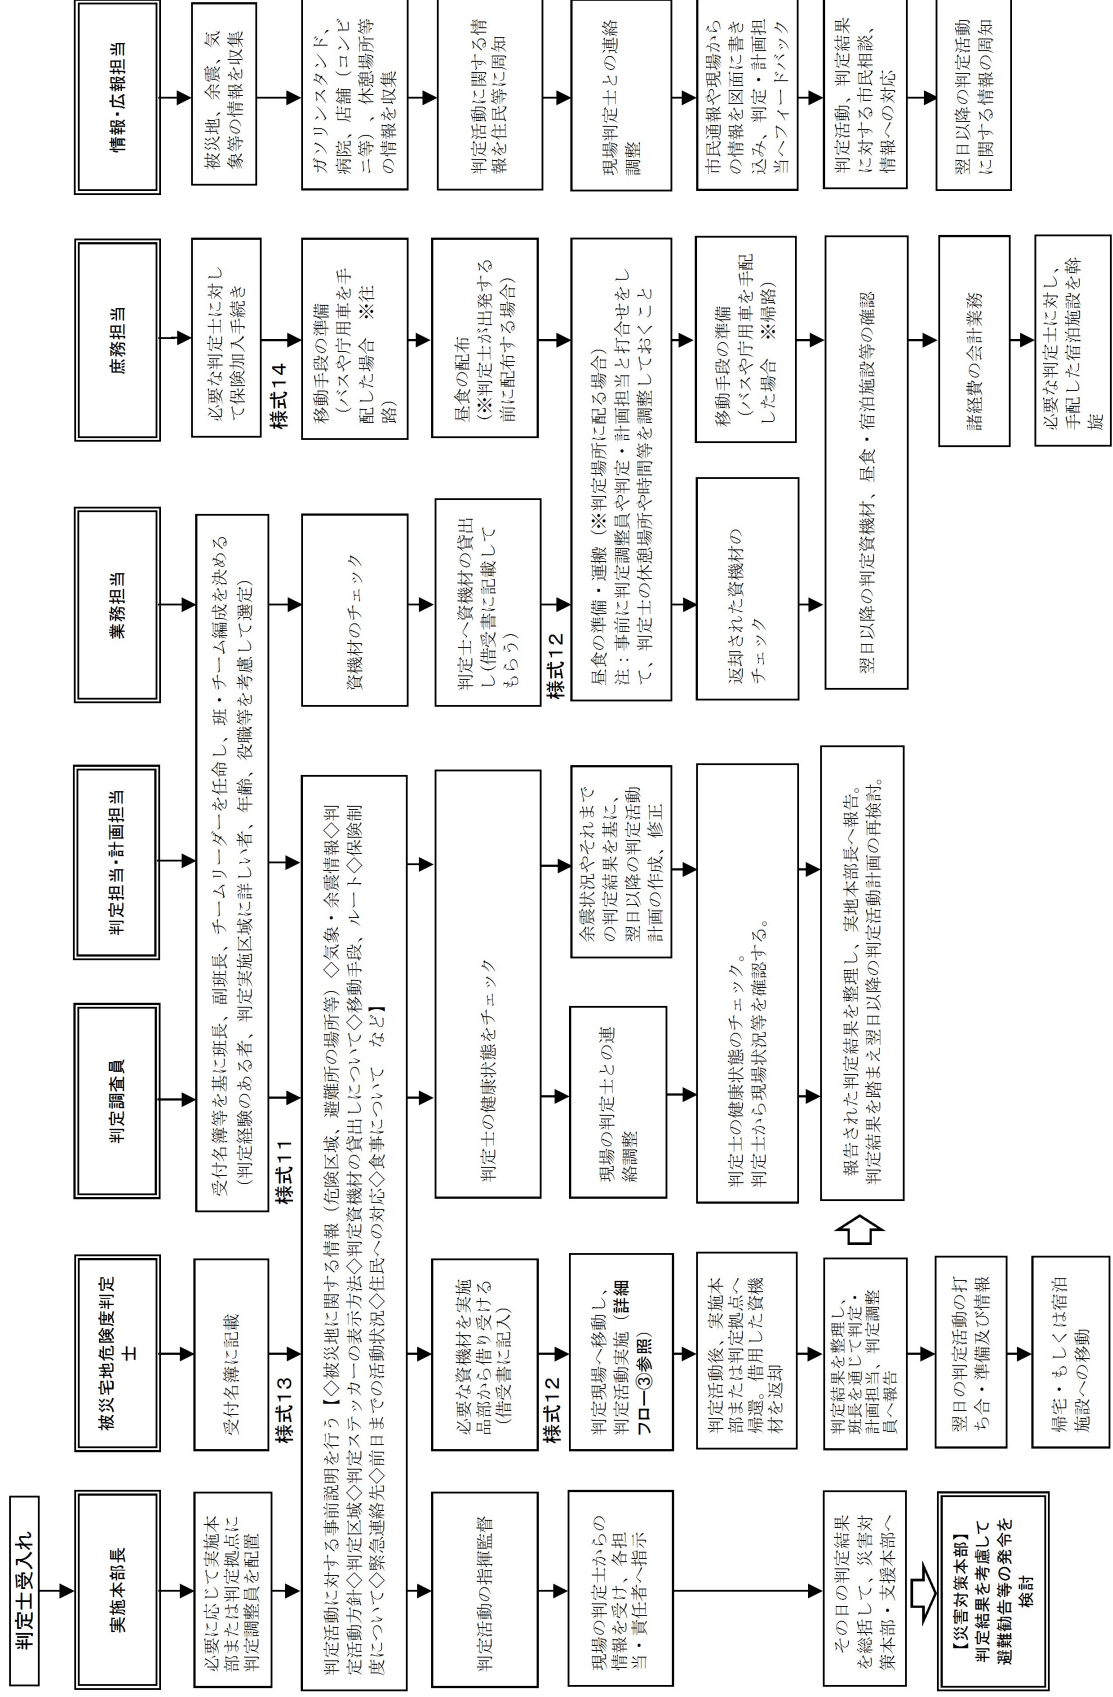 判定士受入れ
実施本部長
必要に応じて実施本
部または判定拠点に
判定調整員を配置
判定活動に対する事前説明を行う【◇被災地に関する情報（危険区域、避難所の場所等）◇気象・余震情報◇判
定活動方針◇判定区域◇判定ステッカーの表示方法◇判定資機材の貸出しについて◇移動手段、ルート◇保険制
度について◇緊急連絡先◇前日までの活動状況◇住民への対応◇食事について　など】
判定活動の指揮監督
現場の判定士からの
情報を受け、各担
当・責任者へ指示
その日の判定結果
を総括して、災害対
策本部・支援本部へ
【災害対策本部】
判定結果を考慮して
避難勧告等の発令を
検討
被災宅地危険度判定
士
受付名簿に記載
様式13
必要な資機材を実施
品部から借り受ける
（借受書に記入）
様式12
判定現場へ移動し、
判定活動実施（詳細
フロー③参照）
判定活動後、実施本
部または判定拠点へ
帰還。借用した資機
材を返却
判定結果を整理し、
班長を通じて判定・
計画担当、判定調整
員へ報告
翌日の判定活動の打
ち合・準備及び情報
帰宅・もしくは宿泊
施設への移動
判定調査員
受付名簿等を基に班長、副班長、チームリーダーを任命し、班・チーム編成を決める
（判定経験のある者、判定実施区域に詳しい者、年齢、役職等を考慮して選定）
様式11
判定士の健康状態をチェック
現場の判定士との連
絡調整
判定士の健康状態のチェック。
判定士から現場状況等を確認する。
報告された判定結果を整理し、実地本部長へ報告。
判定結果を踏まえ翌日以降の判定活動計画の再検討。
判定担当・計画担当
余震状況やそれまで
の判定結果を基に、
翌日以降の判定活動
計画の作成、修正
業務担当
資機材のチェック
判定士へ資機材の貸出
し(借受書に記載して
もらう)
様式12
昼食の準備・運搬（※判定場所に配る場合）
注：事前に判定調整員や判定・計画担当と打合せをし
て、判定士の休憩場所や時間等を調整しておくこと
返却された資機材の
チェック
翌日以降の判定資機材、昼食・宿泊施設等の確認
庶務担当
必要な判定士に対し
て保険加入手続き
様式14
移動手段の準備
（バスや庁用車を手
配した場合　※往
路）
昼食の配布
（※判定士が出発する
前に配布する場合）
移動手段の準備
（バスや庁用車を手配
した場合　※帰路）
諸経費の会計業務
必要な判定士に対し、
手配した宿泊施設を斡
旋
情報・広報担当
被災地、余震、気
象等の情報を収集
ガソリンスタンド、
病院、店舗（コンビ
ニ等）、休憩場所等
の情報を収集
判定活動に関する情
報を住民等に周知
現場判定士との連絡
調整
市民通報や現場から
の情報を図面に書き
込み、判定・計画担
当へフィードバック
判定活動、判定結果
に対する市民相談、
情報への対応
翌日以降の判定活動
に関する情報の周知